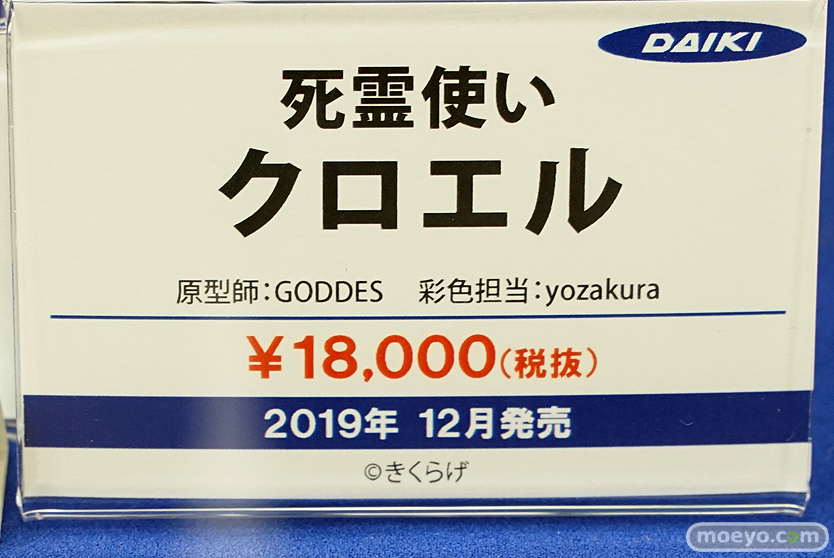 DAIKI
死霊使い
クロエル
原型師：GODDES 彩色担当：yozakura
￥18,000(税抜)
2019年 12月発売
©きくらげ
moeyo.com